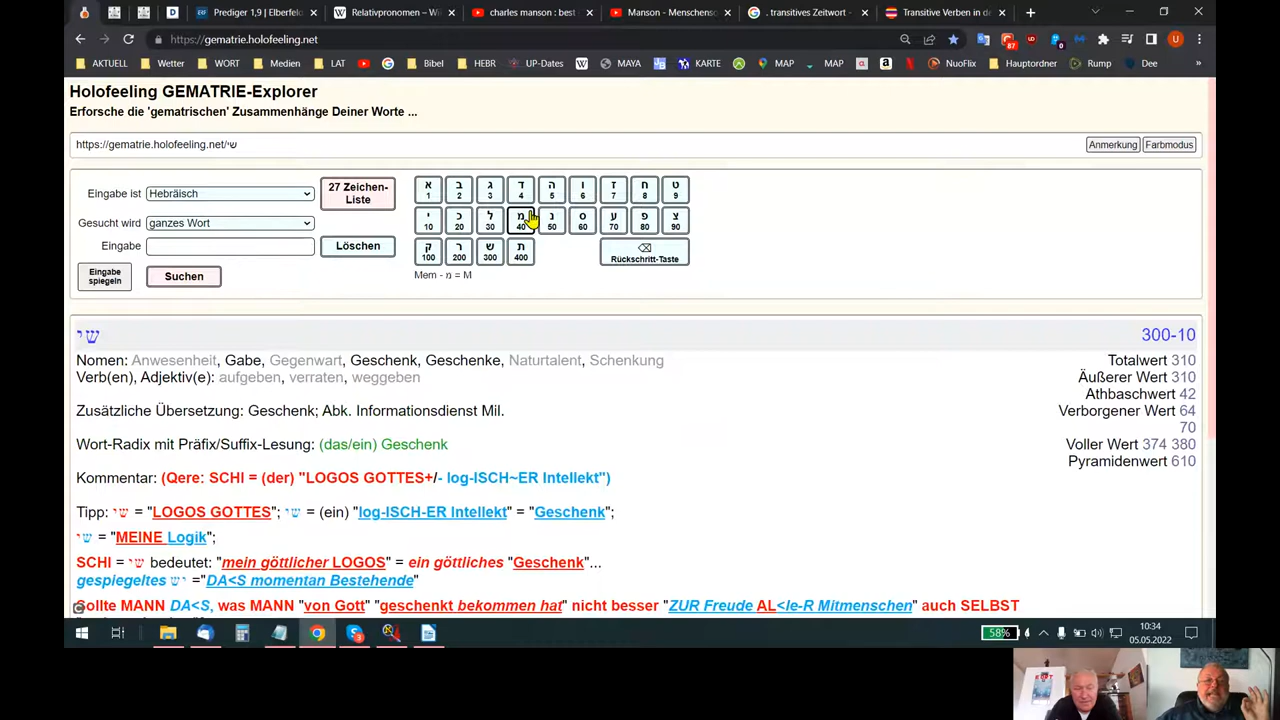 Prediger 1,9 | Elberfel
Relativpronomen – Wi
charles manson : best
Manson - Menschens
. transitives Zeitwort -
Transitive Verben in de
https://gematrie.holofeeling.net
87
0
U
AKTUELL Wetter WORT Medien LAT Bibel HEBR UP-Dates MAYA KARTE MAP MAP NuoFlix Hauptordner Rump Dee »
Holofeeling GEMATRIE-Explorer
Erforsche die 'gematrischen' Zusammenhänge Deiner Worte ...
https://gematrie.holofeeling.net/שי
Anmerkung Farbmodus
Eingabe ist Hebräisch
27 Zeichen-Liste
Gesucht wird ganzes Wort
Eingabe
Löschen
Eingabe spiegeln
Suchen
א ב ג ד ה ו ז ח ט
1 2 3 4 5 6 7 8 9
י כ ל מ נ ס ע פ צ
10 20 30 40 50 60 70 80 90
ק ר ש ת
100 200 300 400
Rückschritt-Taste
Mem - מ = M
שי
300-10
Nomen: Anwesenheit, Gabe, Gegenwart, Geschenk, Geschenke, Naturtalent, Schenkung
Verb(en), Adjektiv(e): aufgeben, verraten, weggeben
Zusätzliche Übersetzung: Geschenk; Abk. Informationsdienst Mil.
Wort-Radix mit Präfix/Suffix-Lesung: (das/ein) Geschenk
Totalwert 310
Äußerer Wert 310
Athbaschwert 42
Verborgener Wert 64
70
Voller Wert 374 380
Pyramidenwert 610
Kommentar: (Qere: SCHI = (der) "LOGOS GOTTES+/- log-ISCH~ER Intellekt")
Tipp: שי = "LOGOS GOTTES"; שי = (ein) "log-ISCH-ER Intellekt" = "Geschenk";
שי = "MEINE Logik";
SCHI = שי bedeutet: "mein göttlicher LOGOS" = ein göttliches "Geschenk"...
gespiegeltes יש ="DA<S momentan Bestehende"
Sollte MANN DA<S, was MANN "von Gott" "geschenkt bekommen hat" nicht besser "ZUR Freude AL<le-R Mitmenschen" auch SELBST
58%
10:34
05.05.2022